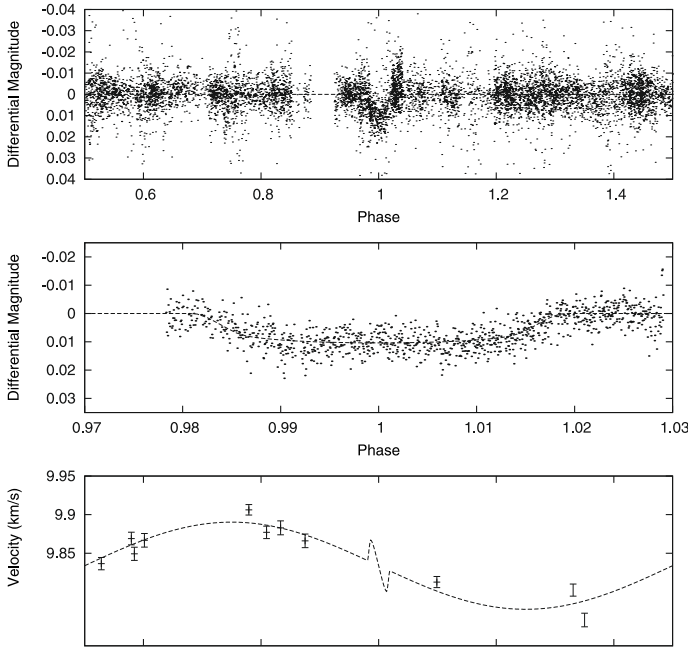 -0.04
-0.03
-0.02
-0.01
0
0.01
0.02
0.03
0.04
Differential Magnitude
0.6 0.8 1 1.2 1.4
Phase
-0.02
-0.01
0
0.01
0.02
0.03
Differential Magnitude
0.97 0.98 0.99 1 1.01 1.02 1.03
Phase
9.95
9.9
9.85
Velocity (km/s)